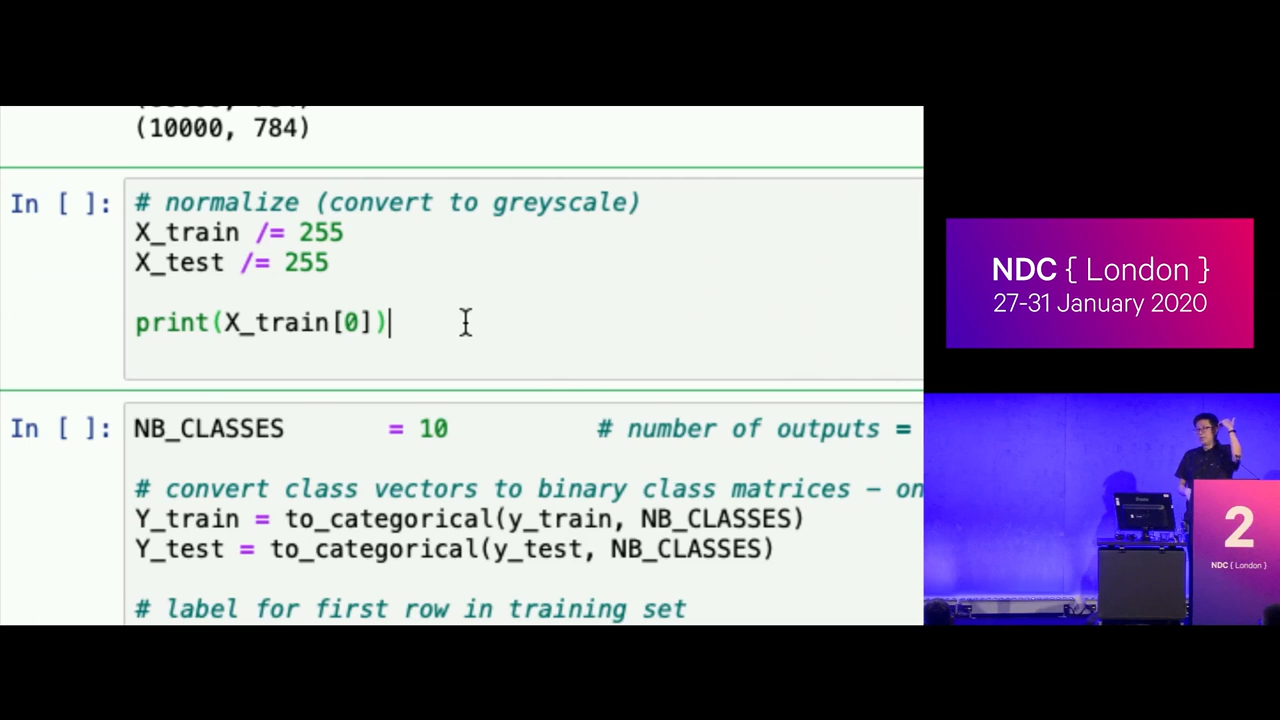 (10000, 784)
In [ ]:
# normalize (convert to greyscale)
X_train /= 255
X_test /= 255
print(X_train[0])
In [ ]:
NB_CLASSES = 10 # number of outputs =
# convert class vectors to binary class matrices – on
Y_train = to_categorical(y_train, NB_CLASSES)
Y_test = to_categorical(y_test, NB_CLASSES)
# label for first row in training set
NDC { London }
27-31 January 2020
2
NDC { London }